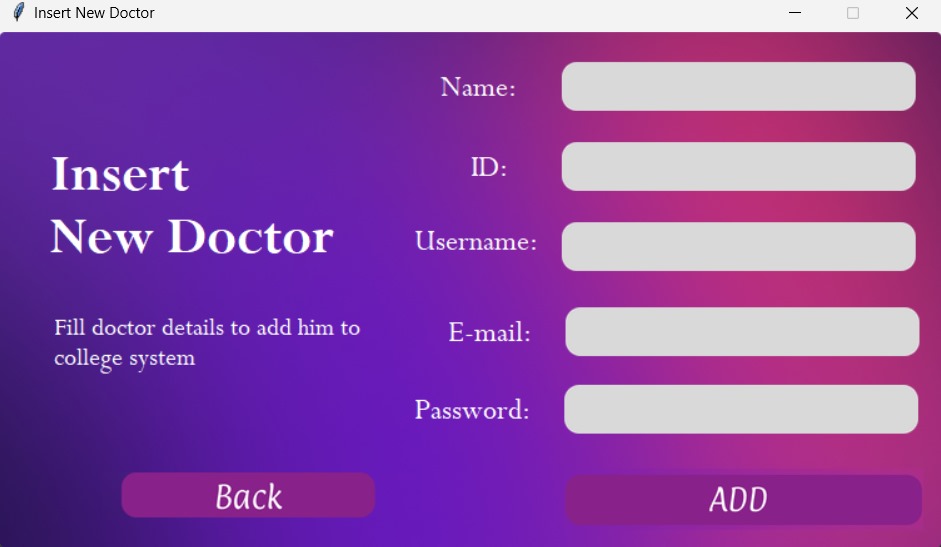 Insert New Doctor
Name:
ID:
Insert
New Doctor
Username:
Fill doctor details to add him to
college system
E-mail:
Password:
Back
ADD